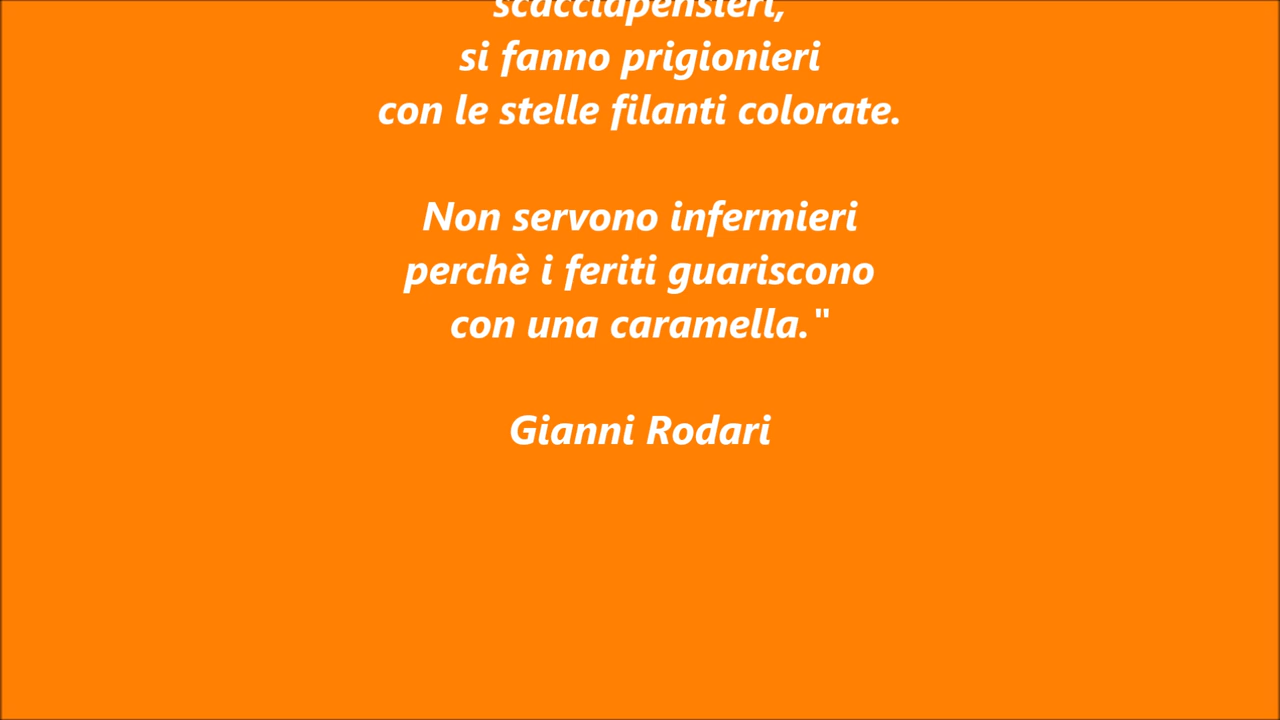 scacciapensieri,
si fanno prigionieri
con le stelle filanti colorate.
Non servono infermieri
perchè i feriti guariscono
con una caramella."
Gianni Rodari